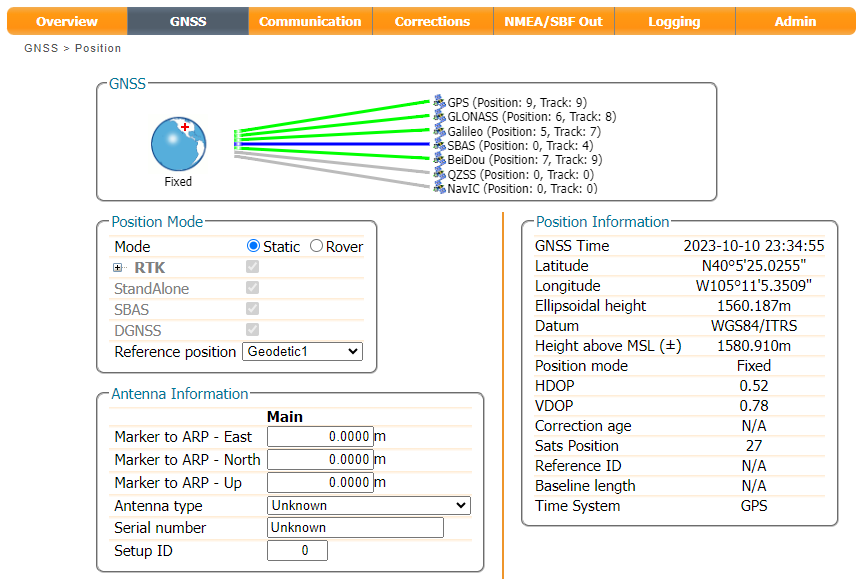 Overview GNSS Communication Corrections NMEA/SBF Out Logging Admin
GNSS > Position
GNSS
GPS (Position: 9, Track: 9)
GLONASS (Position: 6, Track: 8)
Galileo (Position: 5, Track: 7)
SBAS (Position: 0, Track: 4)
BeiDou (Position: 7, Track: 9)
QZSS (Position: 0, Track: 0)
NavIC (Position: 0, Track: 0)
Fixed
Position Mode
Mode Static Rover
RTK
StandAlone
SBAS
DGNSS
Reference position Geodetic1
Antenna Information
Main
Marker to ARP - East 0.0000 m
Marker to ARP - North 0.0000 m
Marker to ARP - Up 0.0000 m
Antenna type Unknown
Serial number Unknown
Setup ID 0
Position Information
GNSS Time 2023-10-10 23:34:55
Latitude N40°5'25.0255"
Longitude W105°11'5.3509"
Ellipsoidal height 1560.187m
Datum WGS84/ITRS
Height above MSL (±) 1580.910m
Position mode Fixed
HDOP 0.52
VDOP 0.78
Correction age N/A
Sats Position 27
Reference ID N/A
Baseline length N/A
Time System GPS